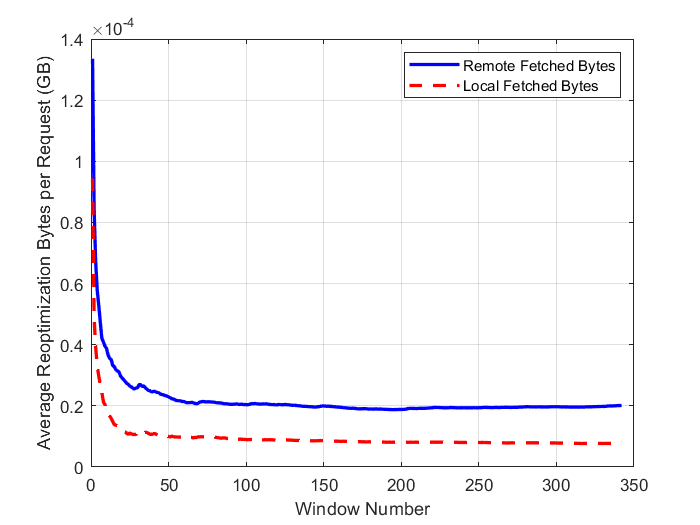 ×10⁻⁴
1.4
1.2
1
0.8
0.6
0.4
0.2
0
Average Reoptimization Bytes per Request (GB)
Remote Fetched Bytes
Local Fetched Bytes
0 50 100 150 200 250 300 350
Window Number